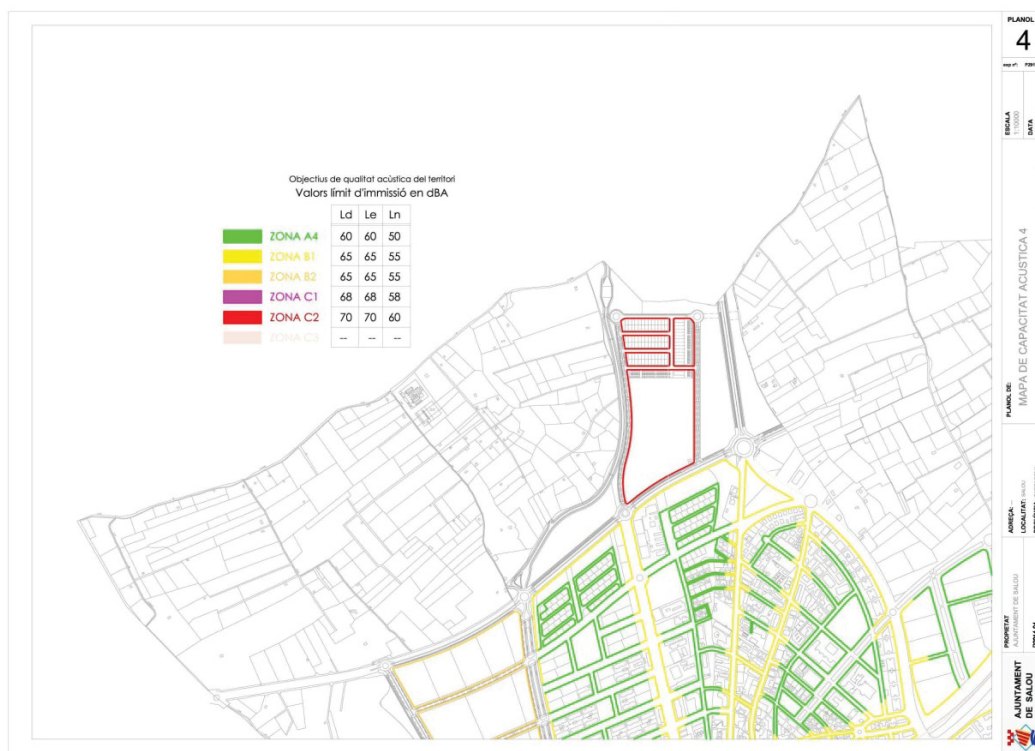 Objectius de qualitat acùstica del territori
Valors límit d'immissió en dBA
Ld Le Ln
ZONA A4 60 60 50
ZONA B1 65 65 55
ZONA B2 65 65 55
ZONA C1 68 68 58
ZONA C2 70 70 60
ZONA C3 -- -- --
PLANOL
4
ESCALA
1:10000
DATA
PLANOL DE:
MAPA DE CAPACITAT ACUSTICA 4
ADREÇA: --
LOCALITAT: SALOU
PROPIETAT
AJUNTAMENT DE SALOU
AJUNTAMENT
DE SALOU